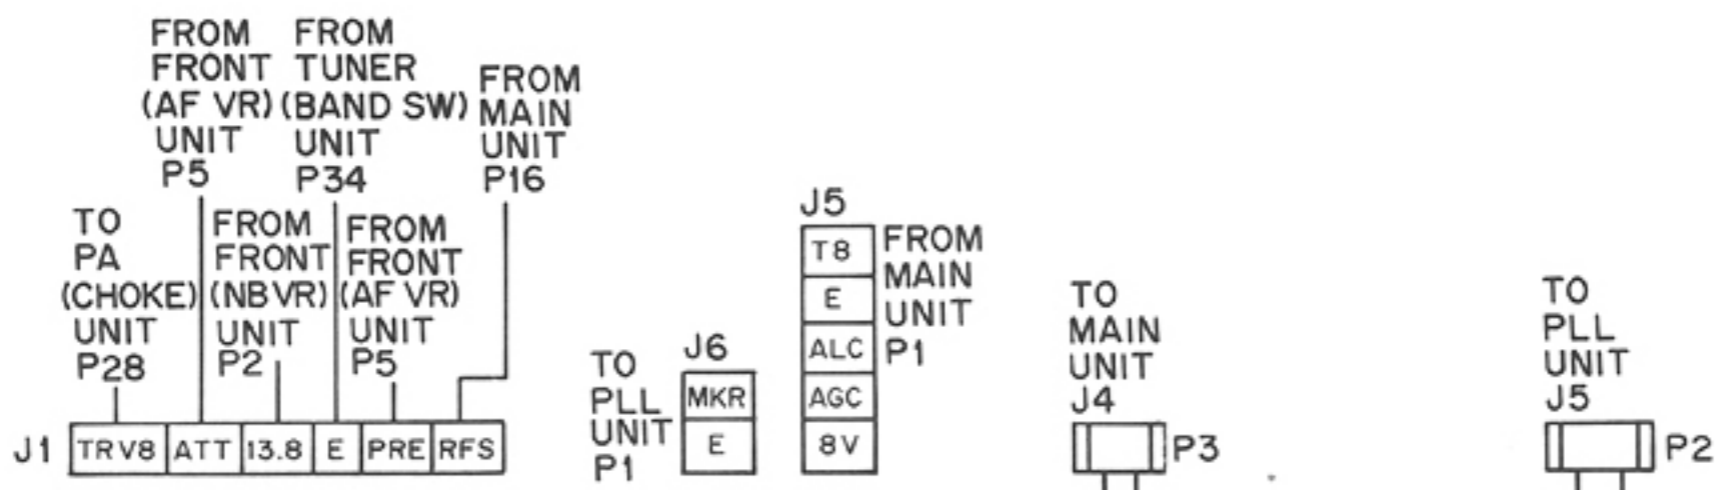 FROM
FRONT
(AF VR)
UNIT
P5
FROM
TUNER
(BAND SW)
UNIT
P34
FROM
MAIN
UNIT
P16
TO
PA
(CHOKE)
UNIT
P28
FROM
FRONT
(NB VR)
UNIT
P2
FROM
FRONT
(AF VR)
UNIT
P5
J1 TRV8 ATT 13.8 E PRE RFS
TO
PLL
UNIT
P1
J6
MKR
E
J5
T8
E
ALC
AGC
8V
FROM
MAIN
UNIT
P1
TO
MAIN
UNIT
J4
P3
TO
PLL
UNIT
J5
P2